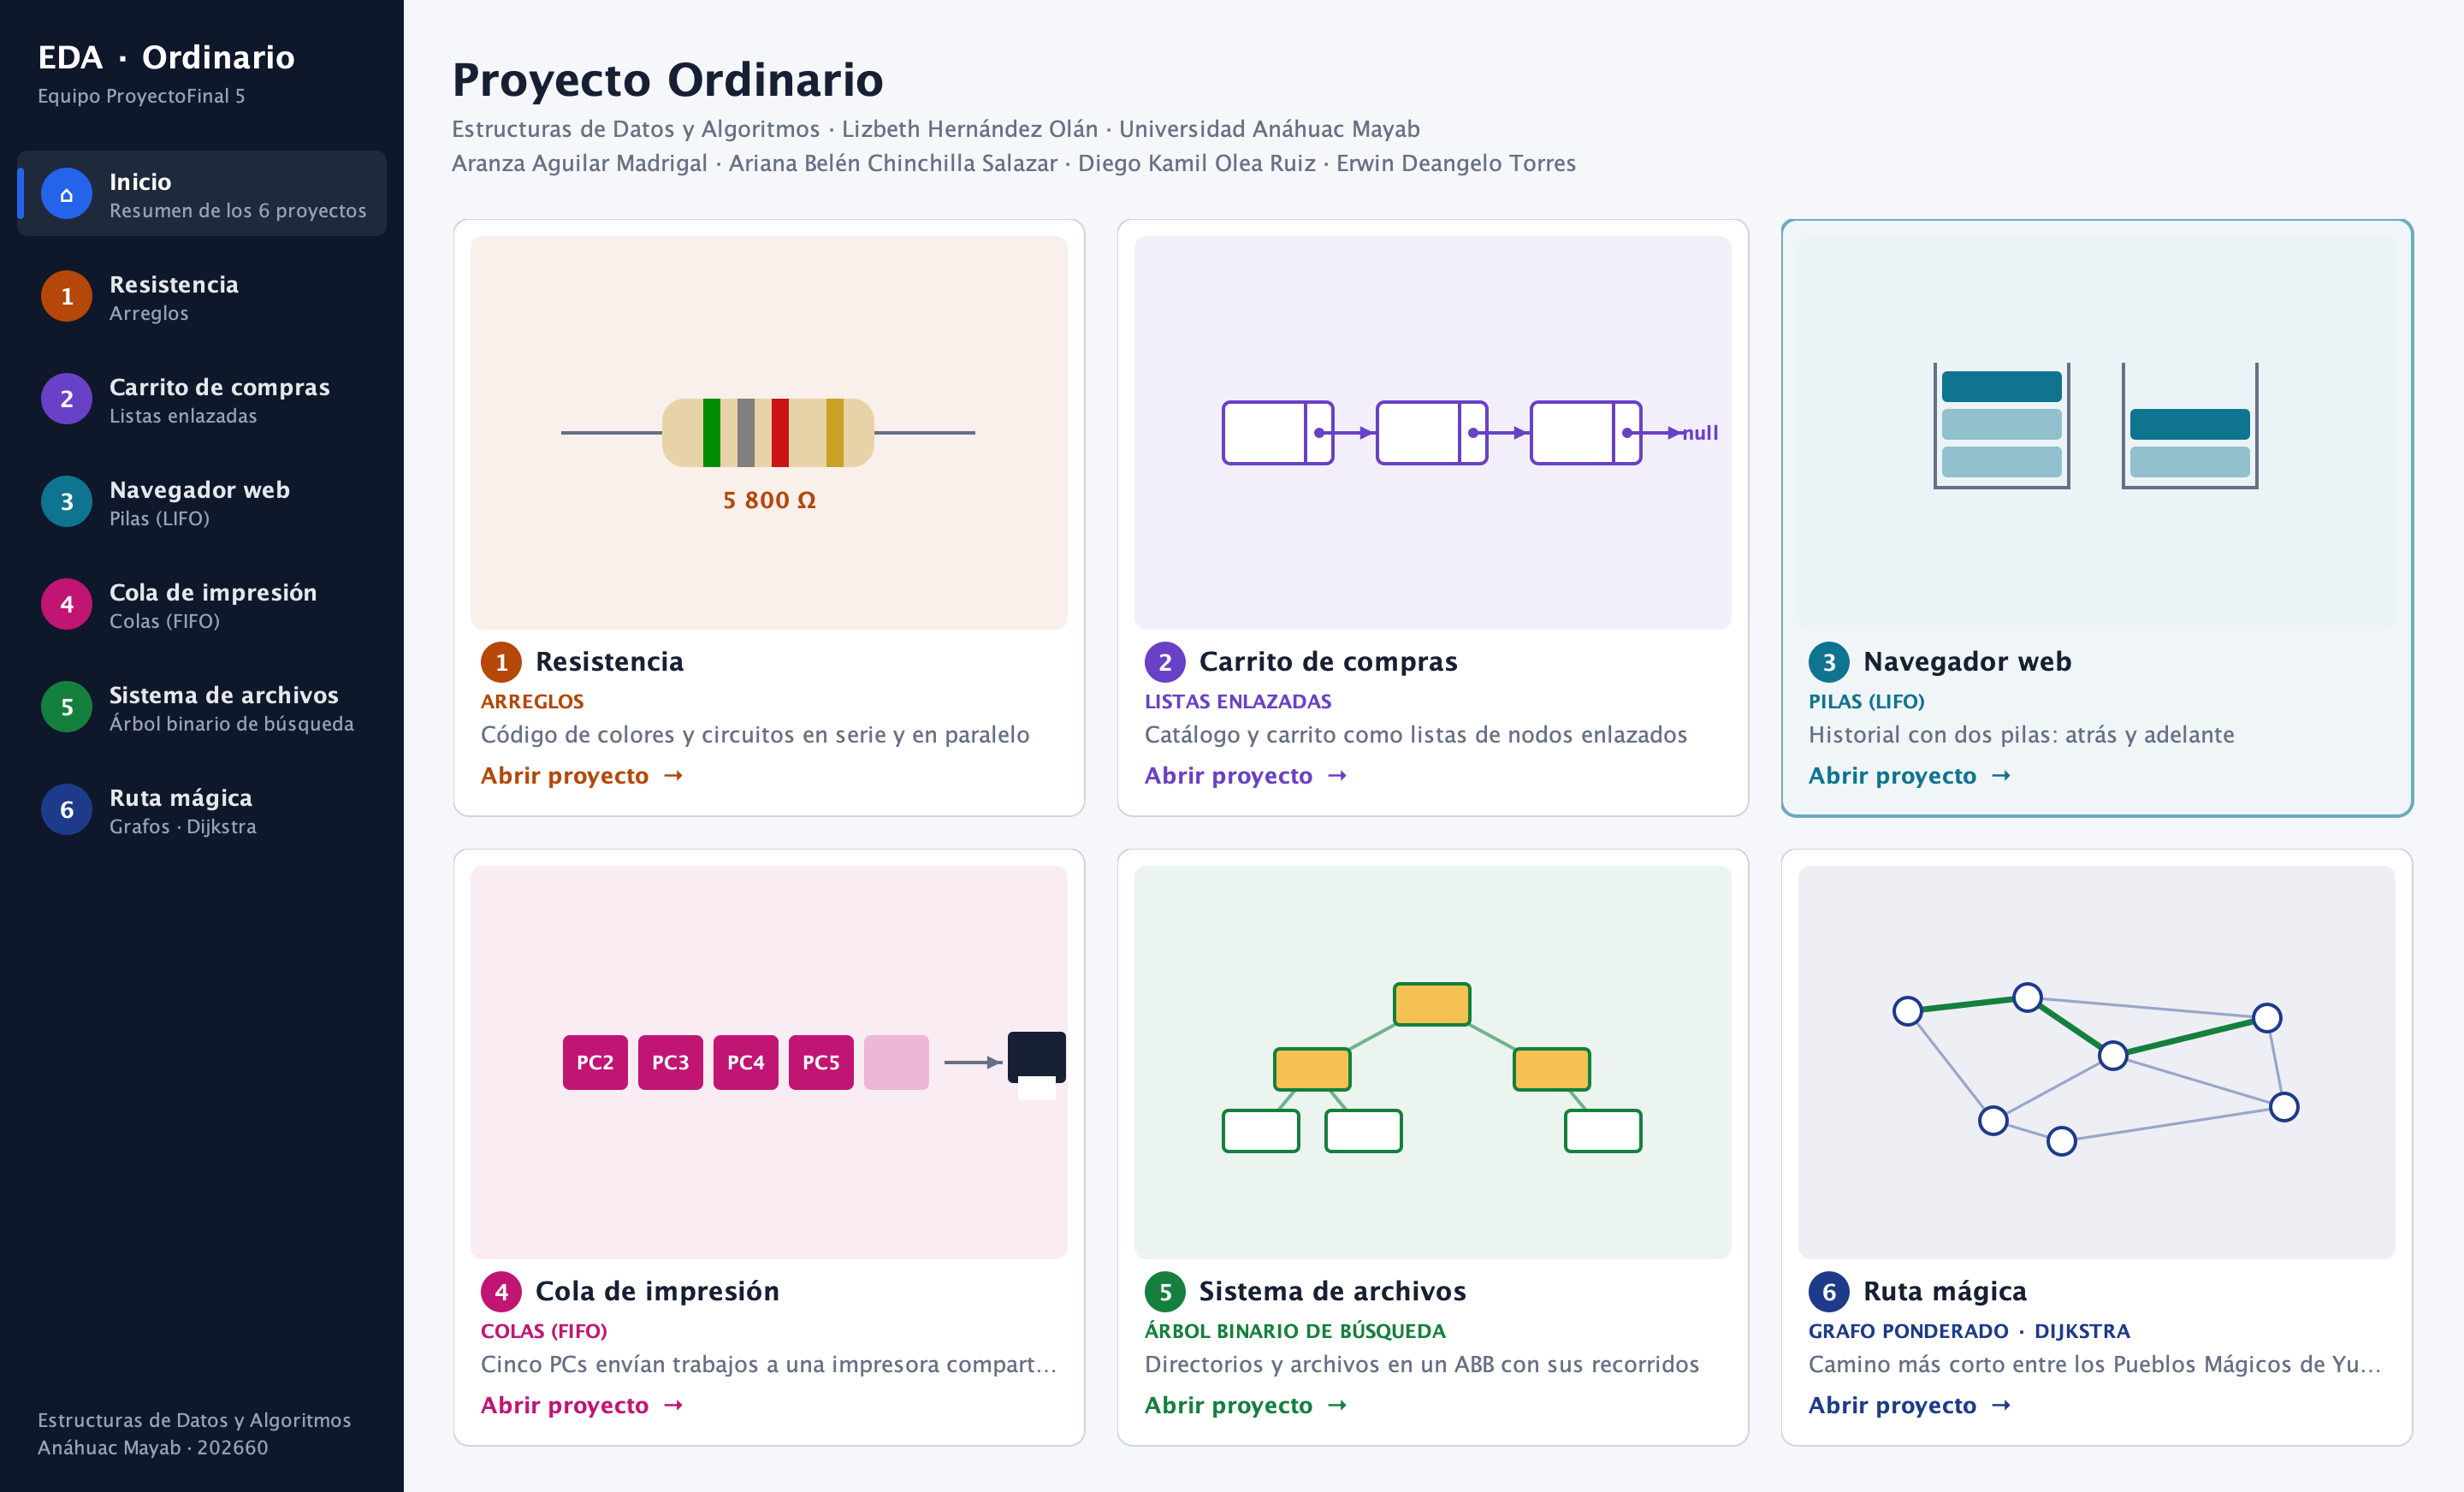 EDA · Ordinario
Equipo ProyectoFinal 5
Inicio
Resumen de los 6 proyectos
1
Resistencia
Arreglos
2
Carrito de compras
Listas enlazadas
3
Navegador web
Pilas (LIFO)
4
Cola de impresión
Colas (FIFO)
5
Sistema de archivos
Árbol binario de búsqueda
6
Ruta mágica
Grafos · Dijkstra
Estructuras de Datos y Algoritmos
Anáhuac Mayab · 202660
Proyecto Ordinario
Estructuras de Datos y Algoritmos · Lizbeth Hernández Olán · Universidad Anáhuac Mayab
Aranza Aguilar Madrigal · Ariana Belén Chinchilla Salazar · Diego Kamil Olea Ruiz · Erwin Deangelo Torres
5 800 Ω
1 Resistencia
ARREGLOS
Código de colores y circuitos en serie y en paralelo
Abrir proyecto →
null
2 Carrito de compras
LISTAS ENLAZADAS
Catálogo y carrito como listas de nodos enlazados
Abrir proyecto →
3 Navegador web
PILAS (LIFO)
Historial con dos pilas: atrás y adelante
Abrir proyecto →
PC2 PC3 PC4 PC5
4 Cola de impresión
COLAS (FIFO)
Cinco PCs envían trabajos a una impresora compart...
Abrir proyecto →
5 Sistema de archivos
ÁRBOL BINARIO DE BÚSQUEDA
Directorios y archivos en un ABB con sus recorridos
Abrir proyecto →
6 Ruta mágica
GRAFO PONDERADO · DIJKSTRA
Camino más corto entre los Pueblos Mágicos de Yu...
Abrir proyecto →